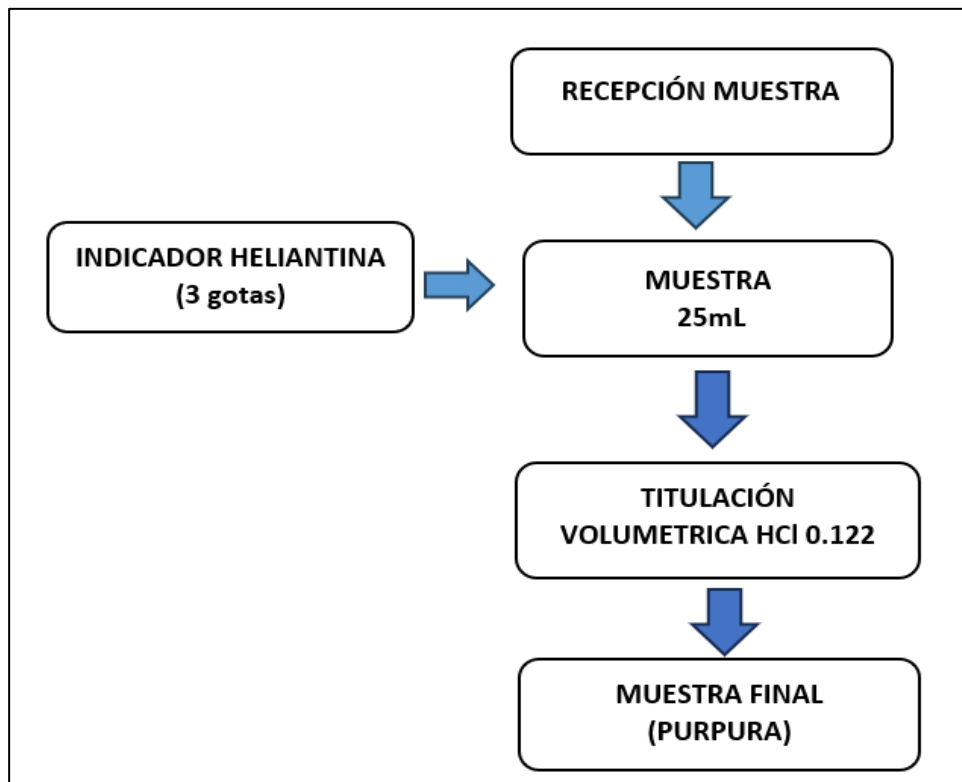 RECEPCIÓN MUESTRA
INDICADOR HELIANTINA
(3 gotas)
MUESTRA
25mL
TITULACIÓN
VOLUMETRICA HCl 0.122
MUESTRA FINAL
(PURPURA)